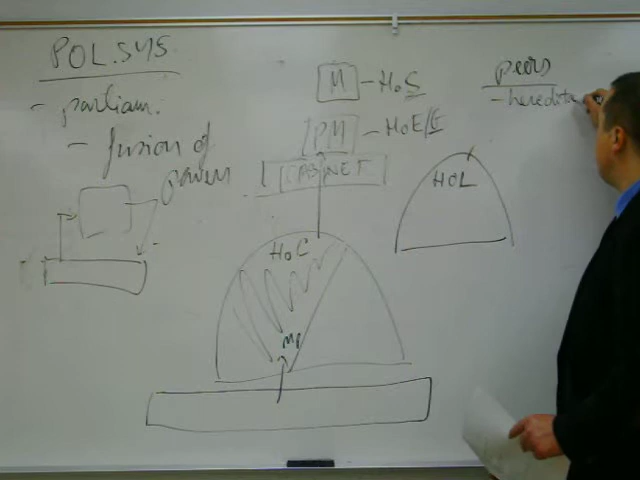 POL.SYS.
- parliam.
- fusion of
powers
M - HoS
PM - HoE/G
CABINET
HoC
MP
HOL
peers
- heredita